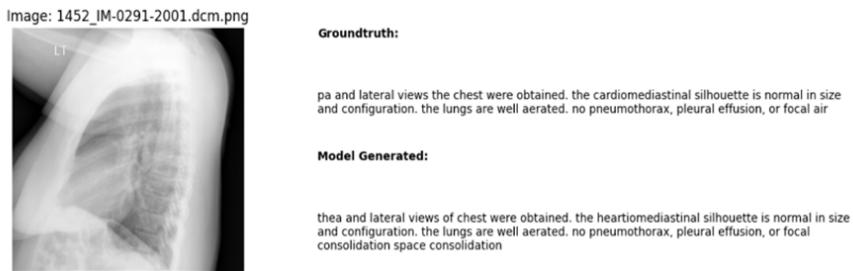 Image: 1452_IM-0291-2001.dcm.png
LT
Groundtruth:
pa and lateral views the chest were obtained. the cardiomediastinal silhouette is normal in size
and configuration. the lungs are well aerated. no pneumothorax, pleural effusion, or focal air
Model Generated:
thea and lateral views of chest were obtained. the heartiomediastinal silhouette is normal in size
and configuration. the lungs are well aerated. no pneumothorax, pleural effusion, or focal
consolidation space consolidation